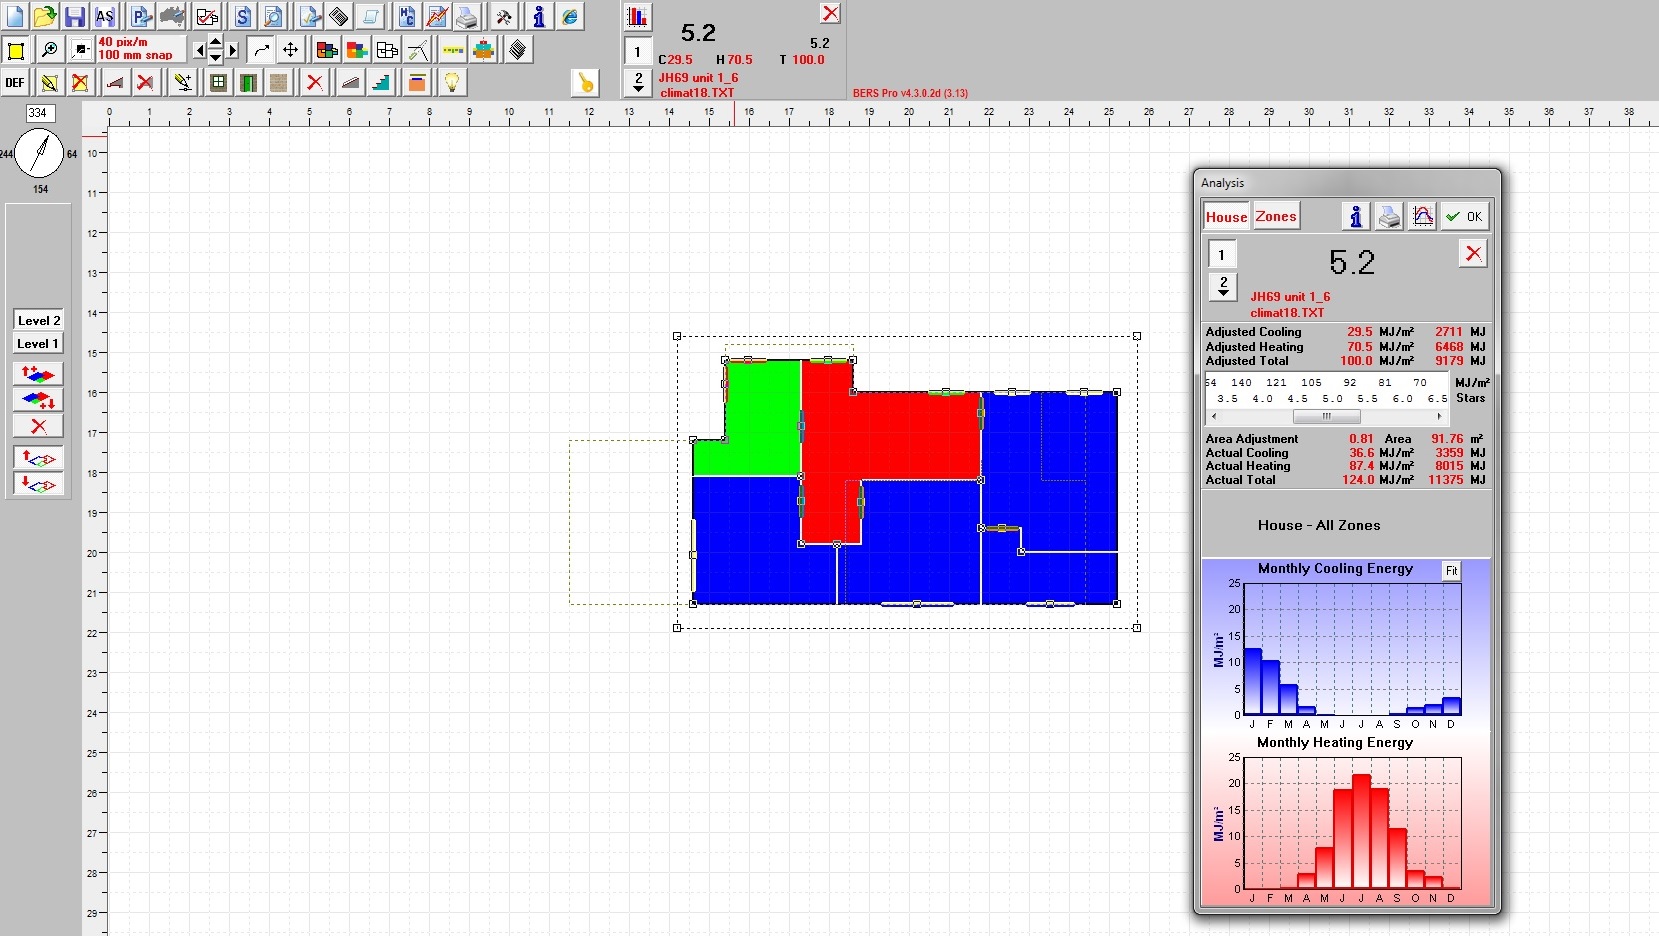 AS
P
S
HC
i
40 pix/m
100 mm snap
DEF
1
2
5.2
5.2
C29.5 H 70.5 T 100.0
JH69 unit 1_6
climat18.TXT
BERS Pro v4.3.0.2d (3.13)
334
244 64
154
0 1 2 3 4 5 6 7 8 9 10 11 12 13 14 15 16 17 18 19 20 21 22 23 24 25 26 27 28 29 30 31 32 33 34 35 36 37 38
10
11
12
13
14
15
16
17
18
19
20
21
22
23
24
25
26
27
28
29
Level 2
Level 1
Analysis
House Zones i OK
1
2
5.2
JH69 unit 1_6
climat18.TXT
Adjusted Cooling 29.5 MJ/m² 2711 MJ
Adjusted Heating 70.5 MJ/m² 6468 MJ
Adjusted Total 100.0 MJ/m² 9179 MJ
64 140 121 105 92 81 70 MJ/m²
3.5 4.0 4.5 5.0 5.5 6.0 6.5 Stars
Area Adjustment 0.81 Area 91.76 m²
Actual Cooling 36.6 MJ/m² 3359 MJ
Actual Heating 87.4 MJ/m² 8015 MJ
Actual Total 124.0 MJ/m² 11375 MJ
House - All Zones
Monthly Cooling Energy Fit
25
20
15
10
5
0
MJ/m²
J F M A M J J A S O N D
Monthly Heating Energy
25
20
15
10
5
0
MJ/m²
J F M A M J J A S O N D